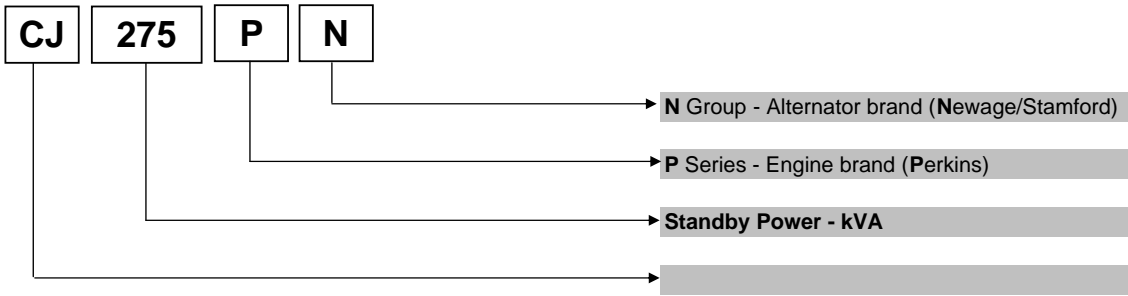 CJ 275 P N
N Group - Alternator brand (Newage/Stamford)
P Series - Engine brand (Perkins)
Standby Power - kVA